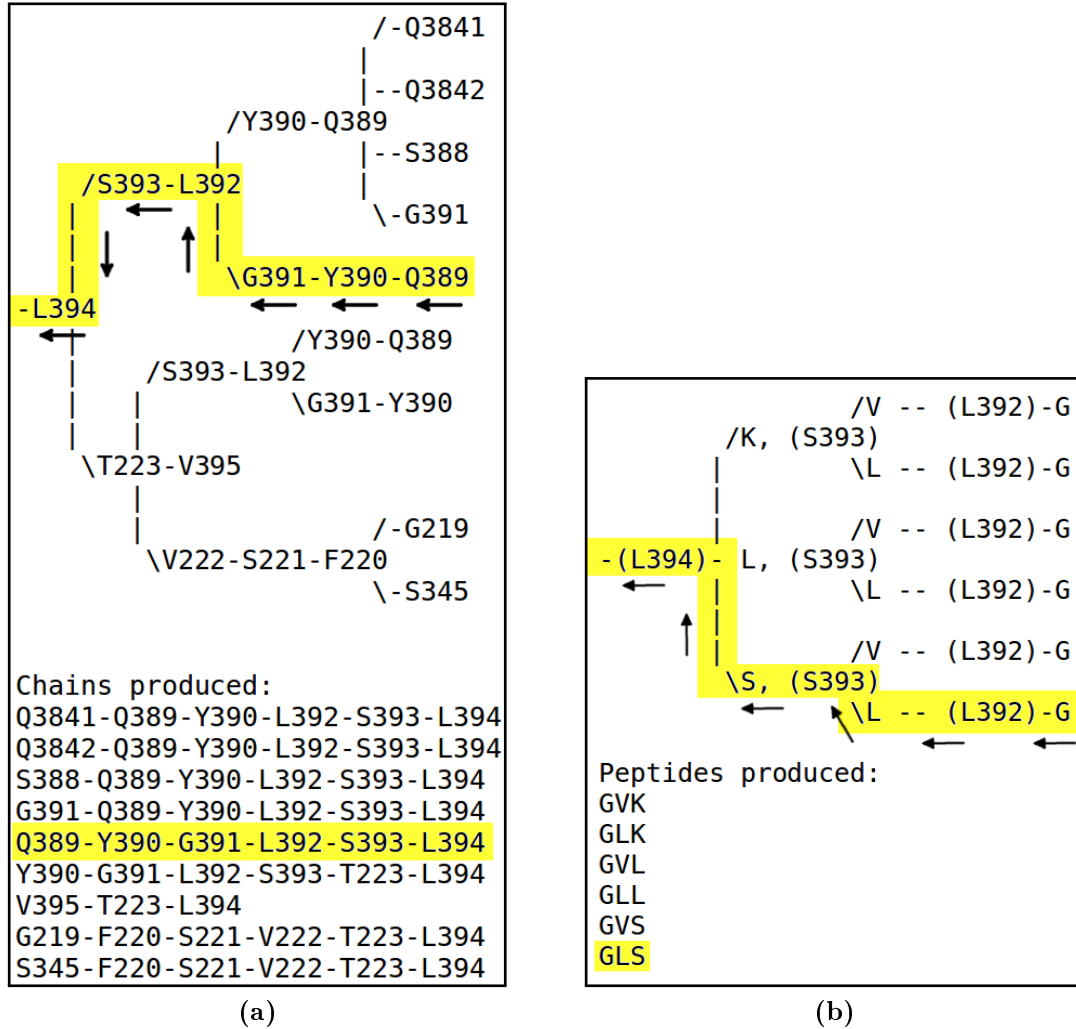 /-Q3841
|
|--Q3842
/Y390-Q389
| |--S388
/S393-L392 |
| | \-G391
| |
| \G391-Y390-Q389
-L394
| /Y390-Q389
| /S393-L392
| | \G391-Y390
| |
\T223-V395
|
| /-G219
\V222-S221-F220
\-S345
Chains produced:
Q3841-Q389-Y390-L392-S393-L394
Q3842-Q389-Y390-L392-S393-L394
S388-Q389-Y390-L392-S393-L394
G391-Q389-Y390-L392-S393-L394
Q389-Y390-G391-L392-S393-L394
Y390-G391-L392-S393-T223-L394
V395-T223-L394
G219-F220-S221-V222-T223-L394
S345-F220-S221-V222-T223-L394
(a)
/V -- (L392)-G
/K, (S393)
| \L -- (L392)-G
|
| /V -- (L392)-G
-(L394)- L, (S393)
| \L -- (L392)-G
|
| /V -- (L392)-G
\S, (S393)
\L -- (L392)-G
Peptides produced:
GVK
GLK
GVL
GLL
GVS
GLS
(b)